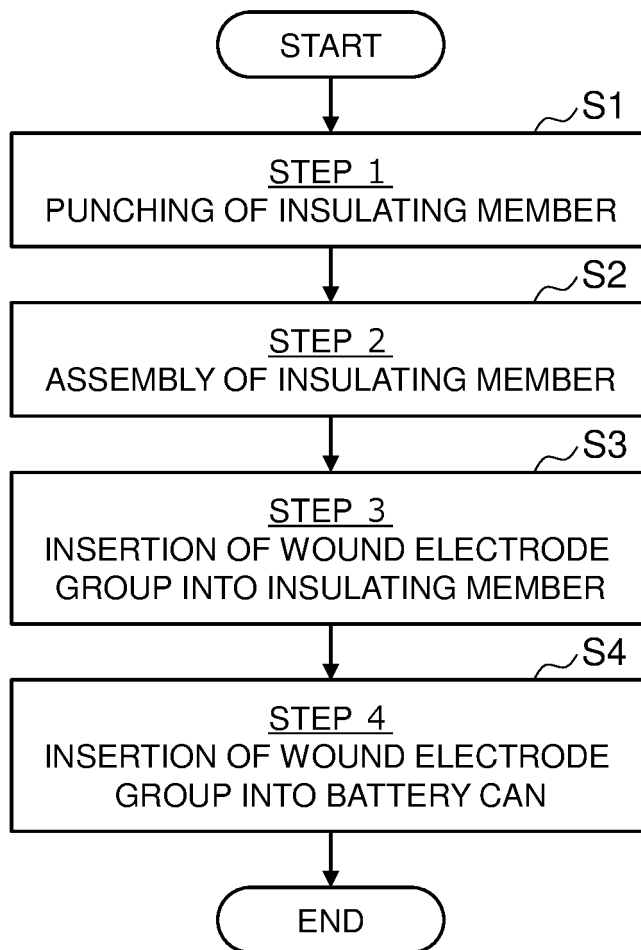 START
S1
STEP 1
PUNCHING OF INSULATING MEMBER
S2
STEP 2
ASSEMBLY OF INSULATING MEMBER
S3
STEP 3
INSERTION OF WOUND ELECTRODE
GROUP INTO INSULATING MEMBER
S4
STEP 4
INSERTION OF WOUND ELECTRODE
GROUP INTO BATTERY CAN
END